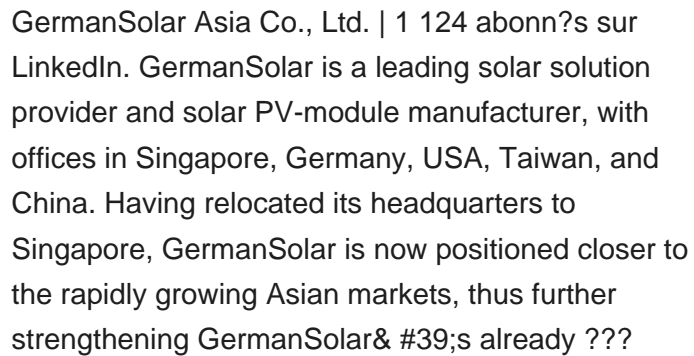 GermanSolar Asia Co., Ltd. | 1 124 abonn?s sur
LinkedIn. GermanSolar is a leading solar solution
provider and solar PV-module manufacturer, with
offices in Singapore, Germany, USA, Taiwan, and
China. Having relocated its headquarters to
Singapore, GermanSolar is now positioned closer to
the rapidly growing Asian markets, thus further
strengthening GermanSolar& #39;s already ???